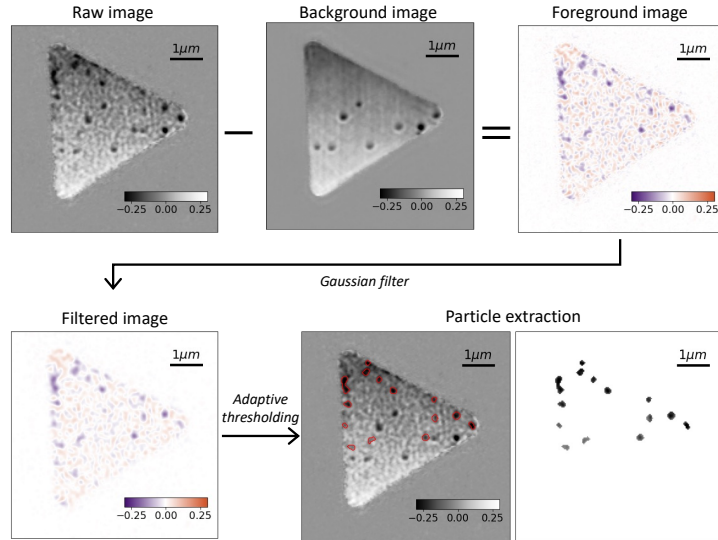 Raw image
Background image
Foreground image
1μm
1μm
1μm
−0.25 0.00 0.25
−0.25 0.00 0.25
−0.25 0.00 0.25
Gaussian filter
Filtered image
Particle extraction
1μm
1μm
1μm
Adaptive
thresholding
−0.25 0.00 0.25
−0.25 0.00 0.25